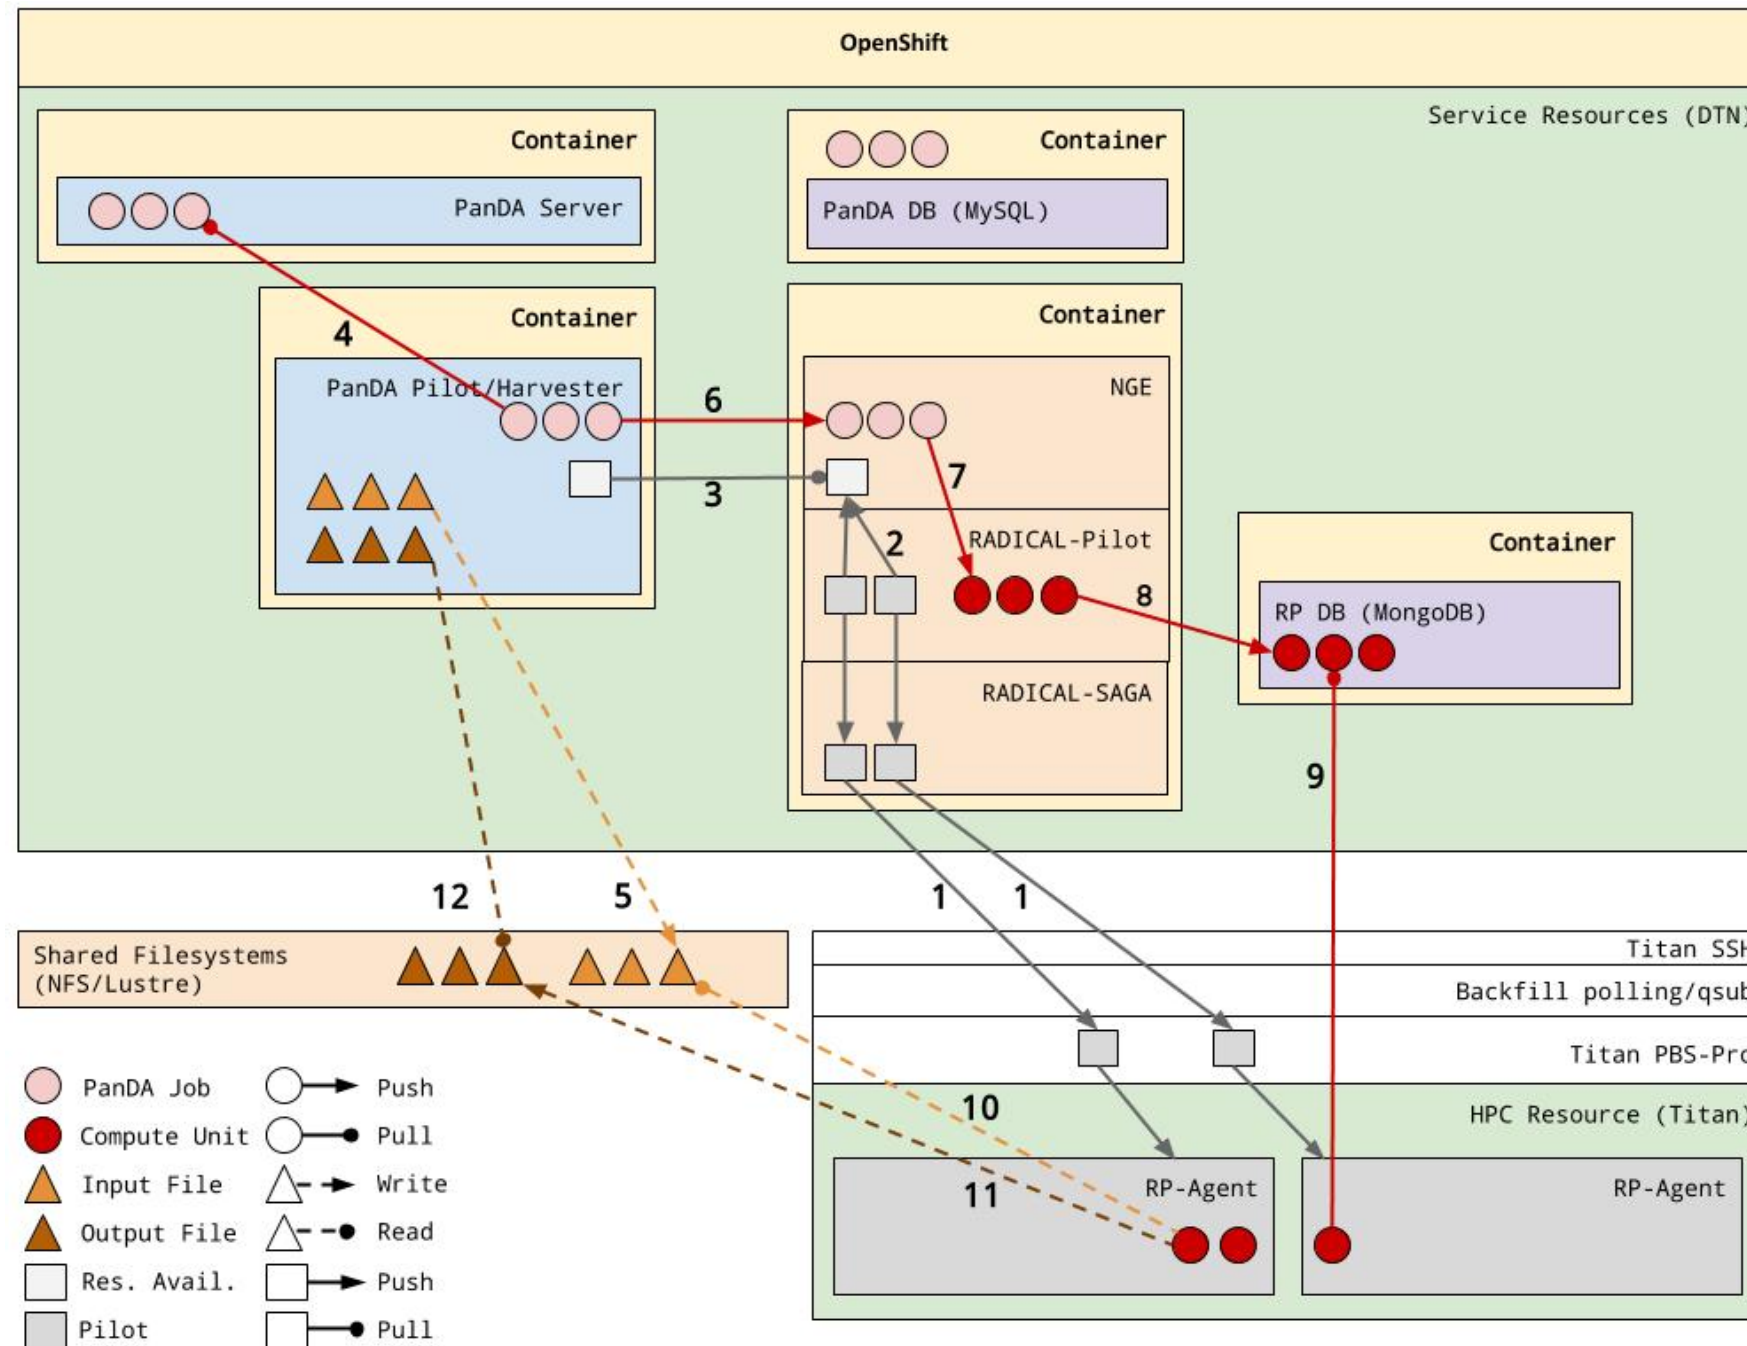 OpenShift
Service Resources (DTN)
Container
PanDA Server
Container
PanDA DB (MySQL)
4
Container
PanDA Pilot/Harvester
6
3
Container
NGE
7
2
RADICAL-Pilot
8
RADICAL-SAGA
Container
RP DB (MongoDB)
9
12
5
1
1
Shared Filesystems
(NFS/Lustre)
Titan SSH
Backfill polling/qsub
Titan PBS-Pro
HPC Resource (Titan)
10
11
RP-Agent
RP-Agent
PanDA Job
Push
Compute Unit
Pull
Input File
Write
Output File
Read
Res. Avail.
Push
Pilot
Pull